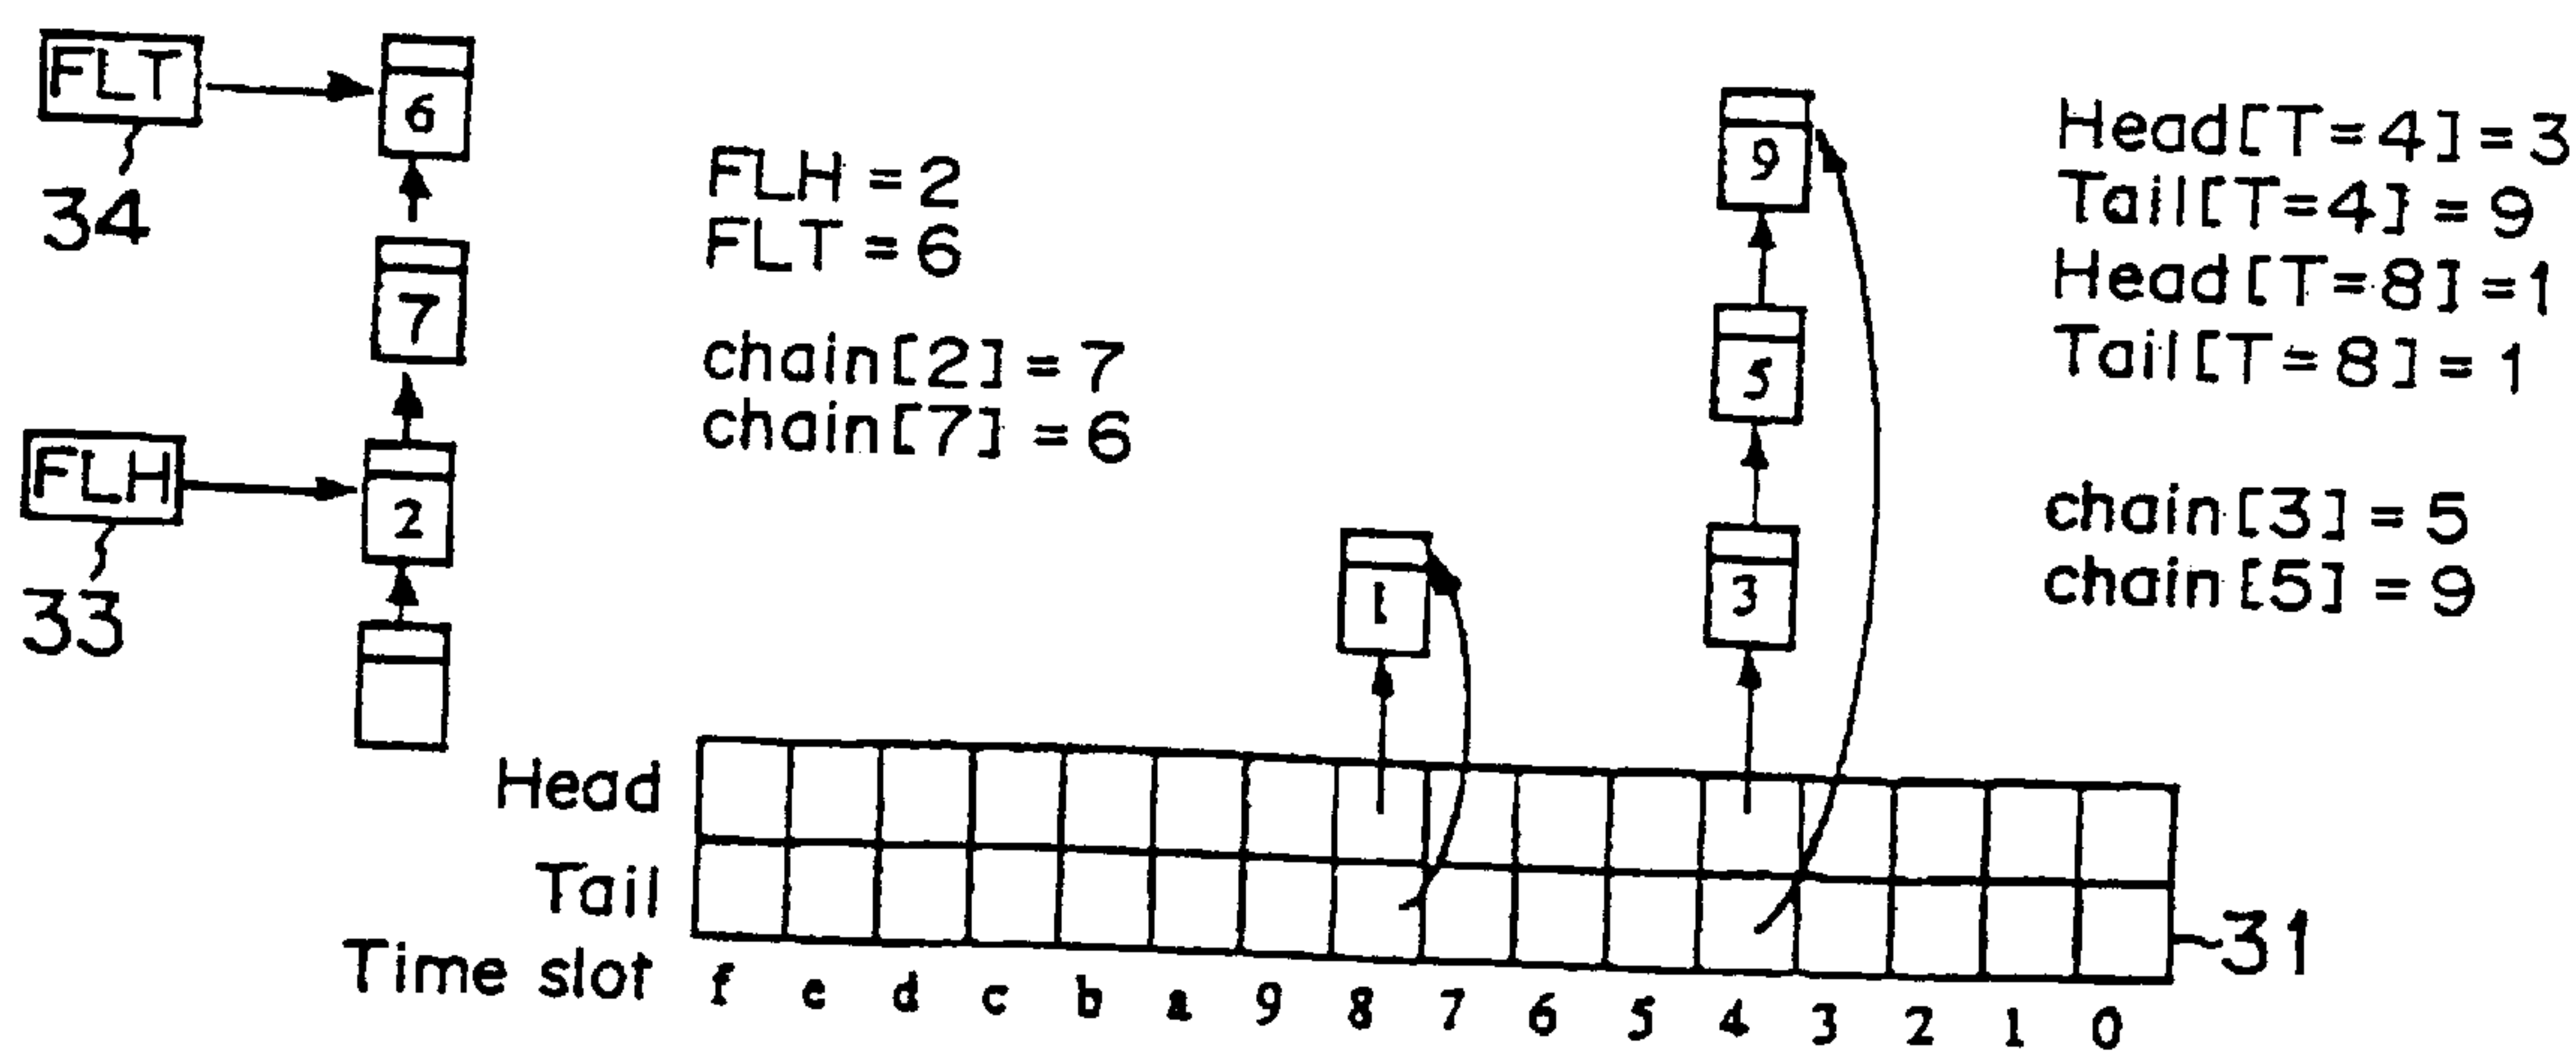 FLT
6
34
7
FLH
2
33
FLH = 2
FLT = 6
chain[2] = 7
chain[7] = 6
1
9
5
3
Head[T=4] = 3
Tail[T=4] = 9
Head[T=8] = 1
Tail[T=8] = 1
chain[3] = 5
chain[5] = 9
Head
Tail
31
Time slot f e d c b a 9 8 7 6 5 4 3 2 1 0